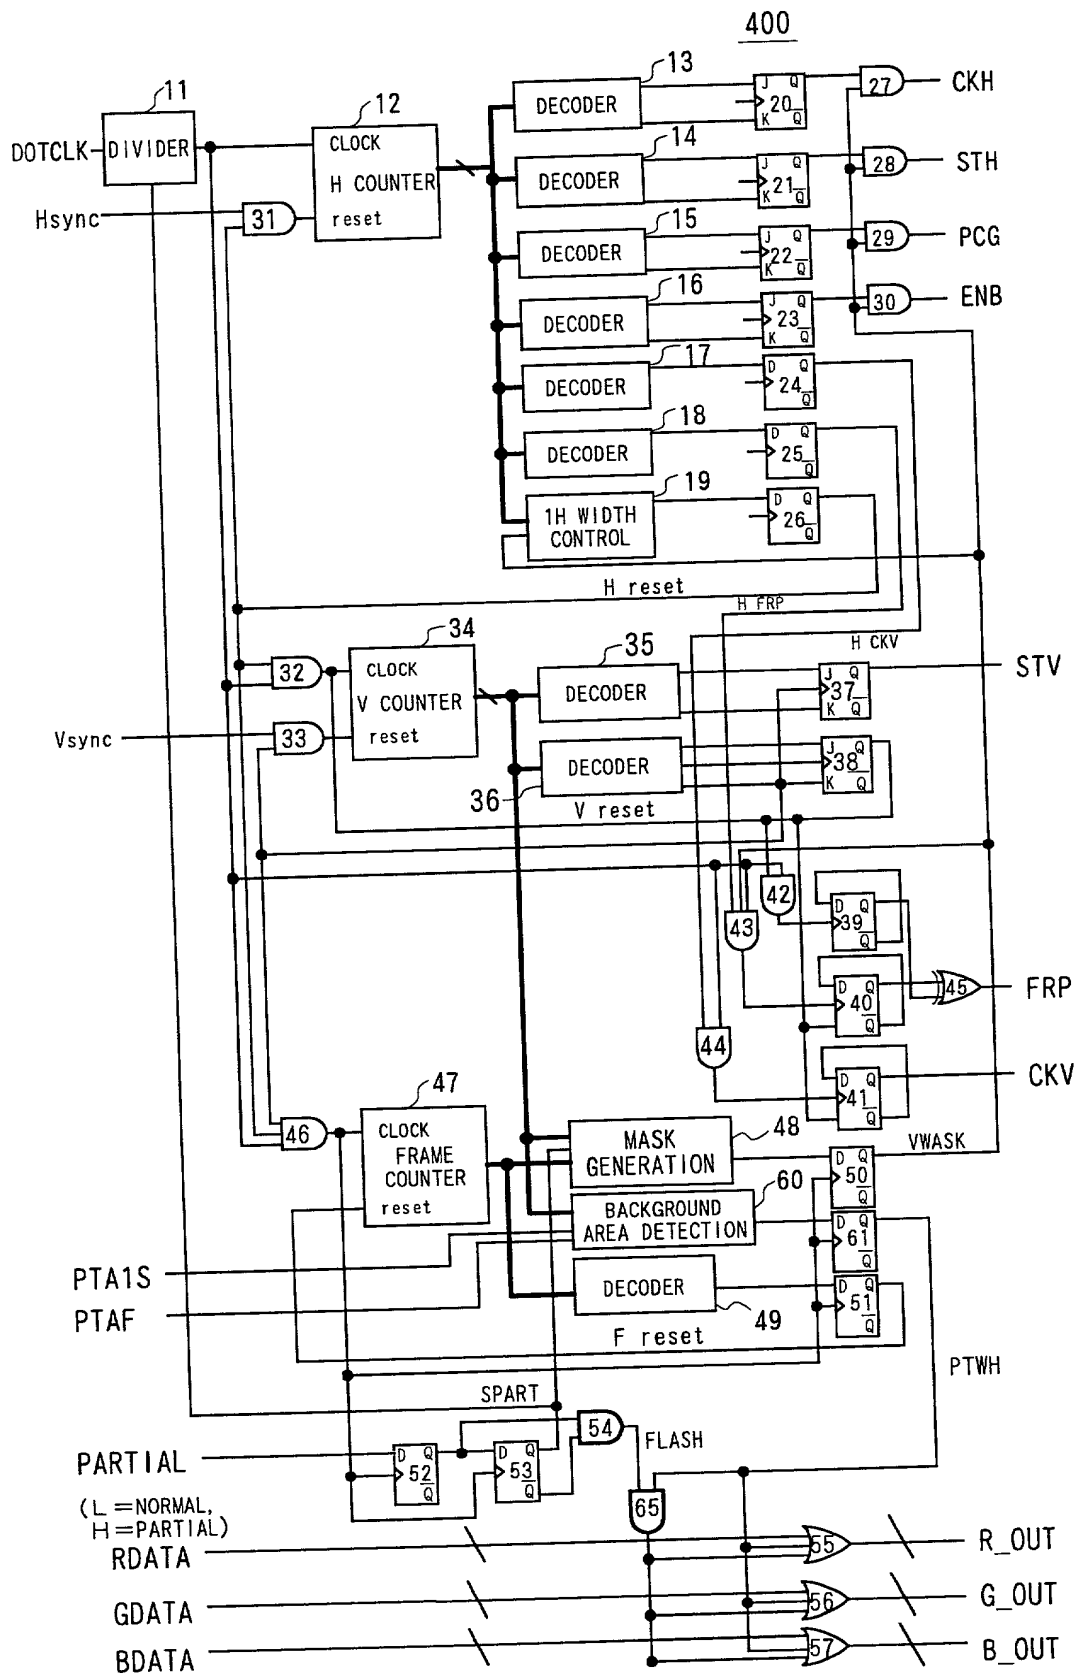 400
11
DOTCLK
DIVIDER
12
CLOCK
H COUNTER
reset
Hsync
31
13
DECODER
J Q
20
K Q
27
CKH
14
DECODER
J Q
21
K Q
28
STH
15
DECODER
J Q
22
K Q
29
PCG
16
DECODER
J Q
23
K Q
30
ENB
17
DECODER
D Q
24
Q
18
DECODER
D Q
25
Q
19
1H WIDTH
CONTROL
D Q
26
Q
H reset
H FRP
H CKV
34
32
CLOCK
V COUNTER
reset
Vsync
33
35
DECODER
J Q
37
K Q
STV
DECODER
36
J Q
38
K Q
V reset
42
43
D Q
39
Q
D Q
40
Q
45
FRP
44
D Q
41
Q
CKV
47
46
CLOCK
FRAME
COUNTER
reset
MASK
GENERATION
48
VWASK
D Q
50
Q
60
BACKGROUND
AREA DETECTION
D Q
61
Q
PTA1S
PTAF
DECODER
49
D Q
51
Q
F reset
PTWH
SPART
54
FLASH
PARTIAL
D Q
52
Q
D Q
53
Q
65
(L=NORMAL,
H=PARTIAL)
RDATA
55
R_OUT
GDATA
56
G_OUT
BDATA
57
B_OUT